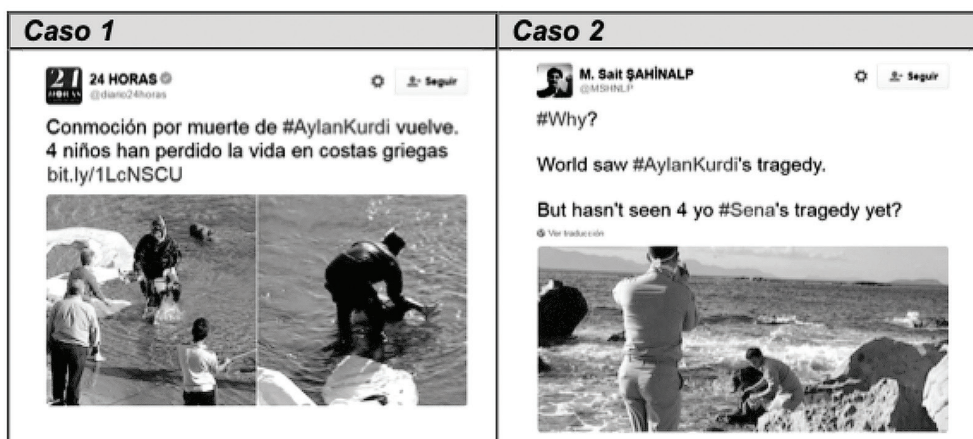 Caso 1
Caso 2
24 HORAS
@diario24horas
Seguir
Conmoción por muerte de #AylanKurdi vuelve.
4 niños han perdido la vida en costas griegas
bit.ly/1LcNSCU
M. Sait ŞAHİNALP
@MSHNLP
Seguir
#Why?
World saw #AylanKurdi's tragedy.
But hasn't seen 4 yo #Sena's tragedy yet?
Ver traducción